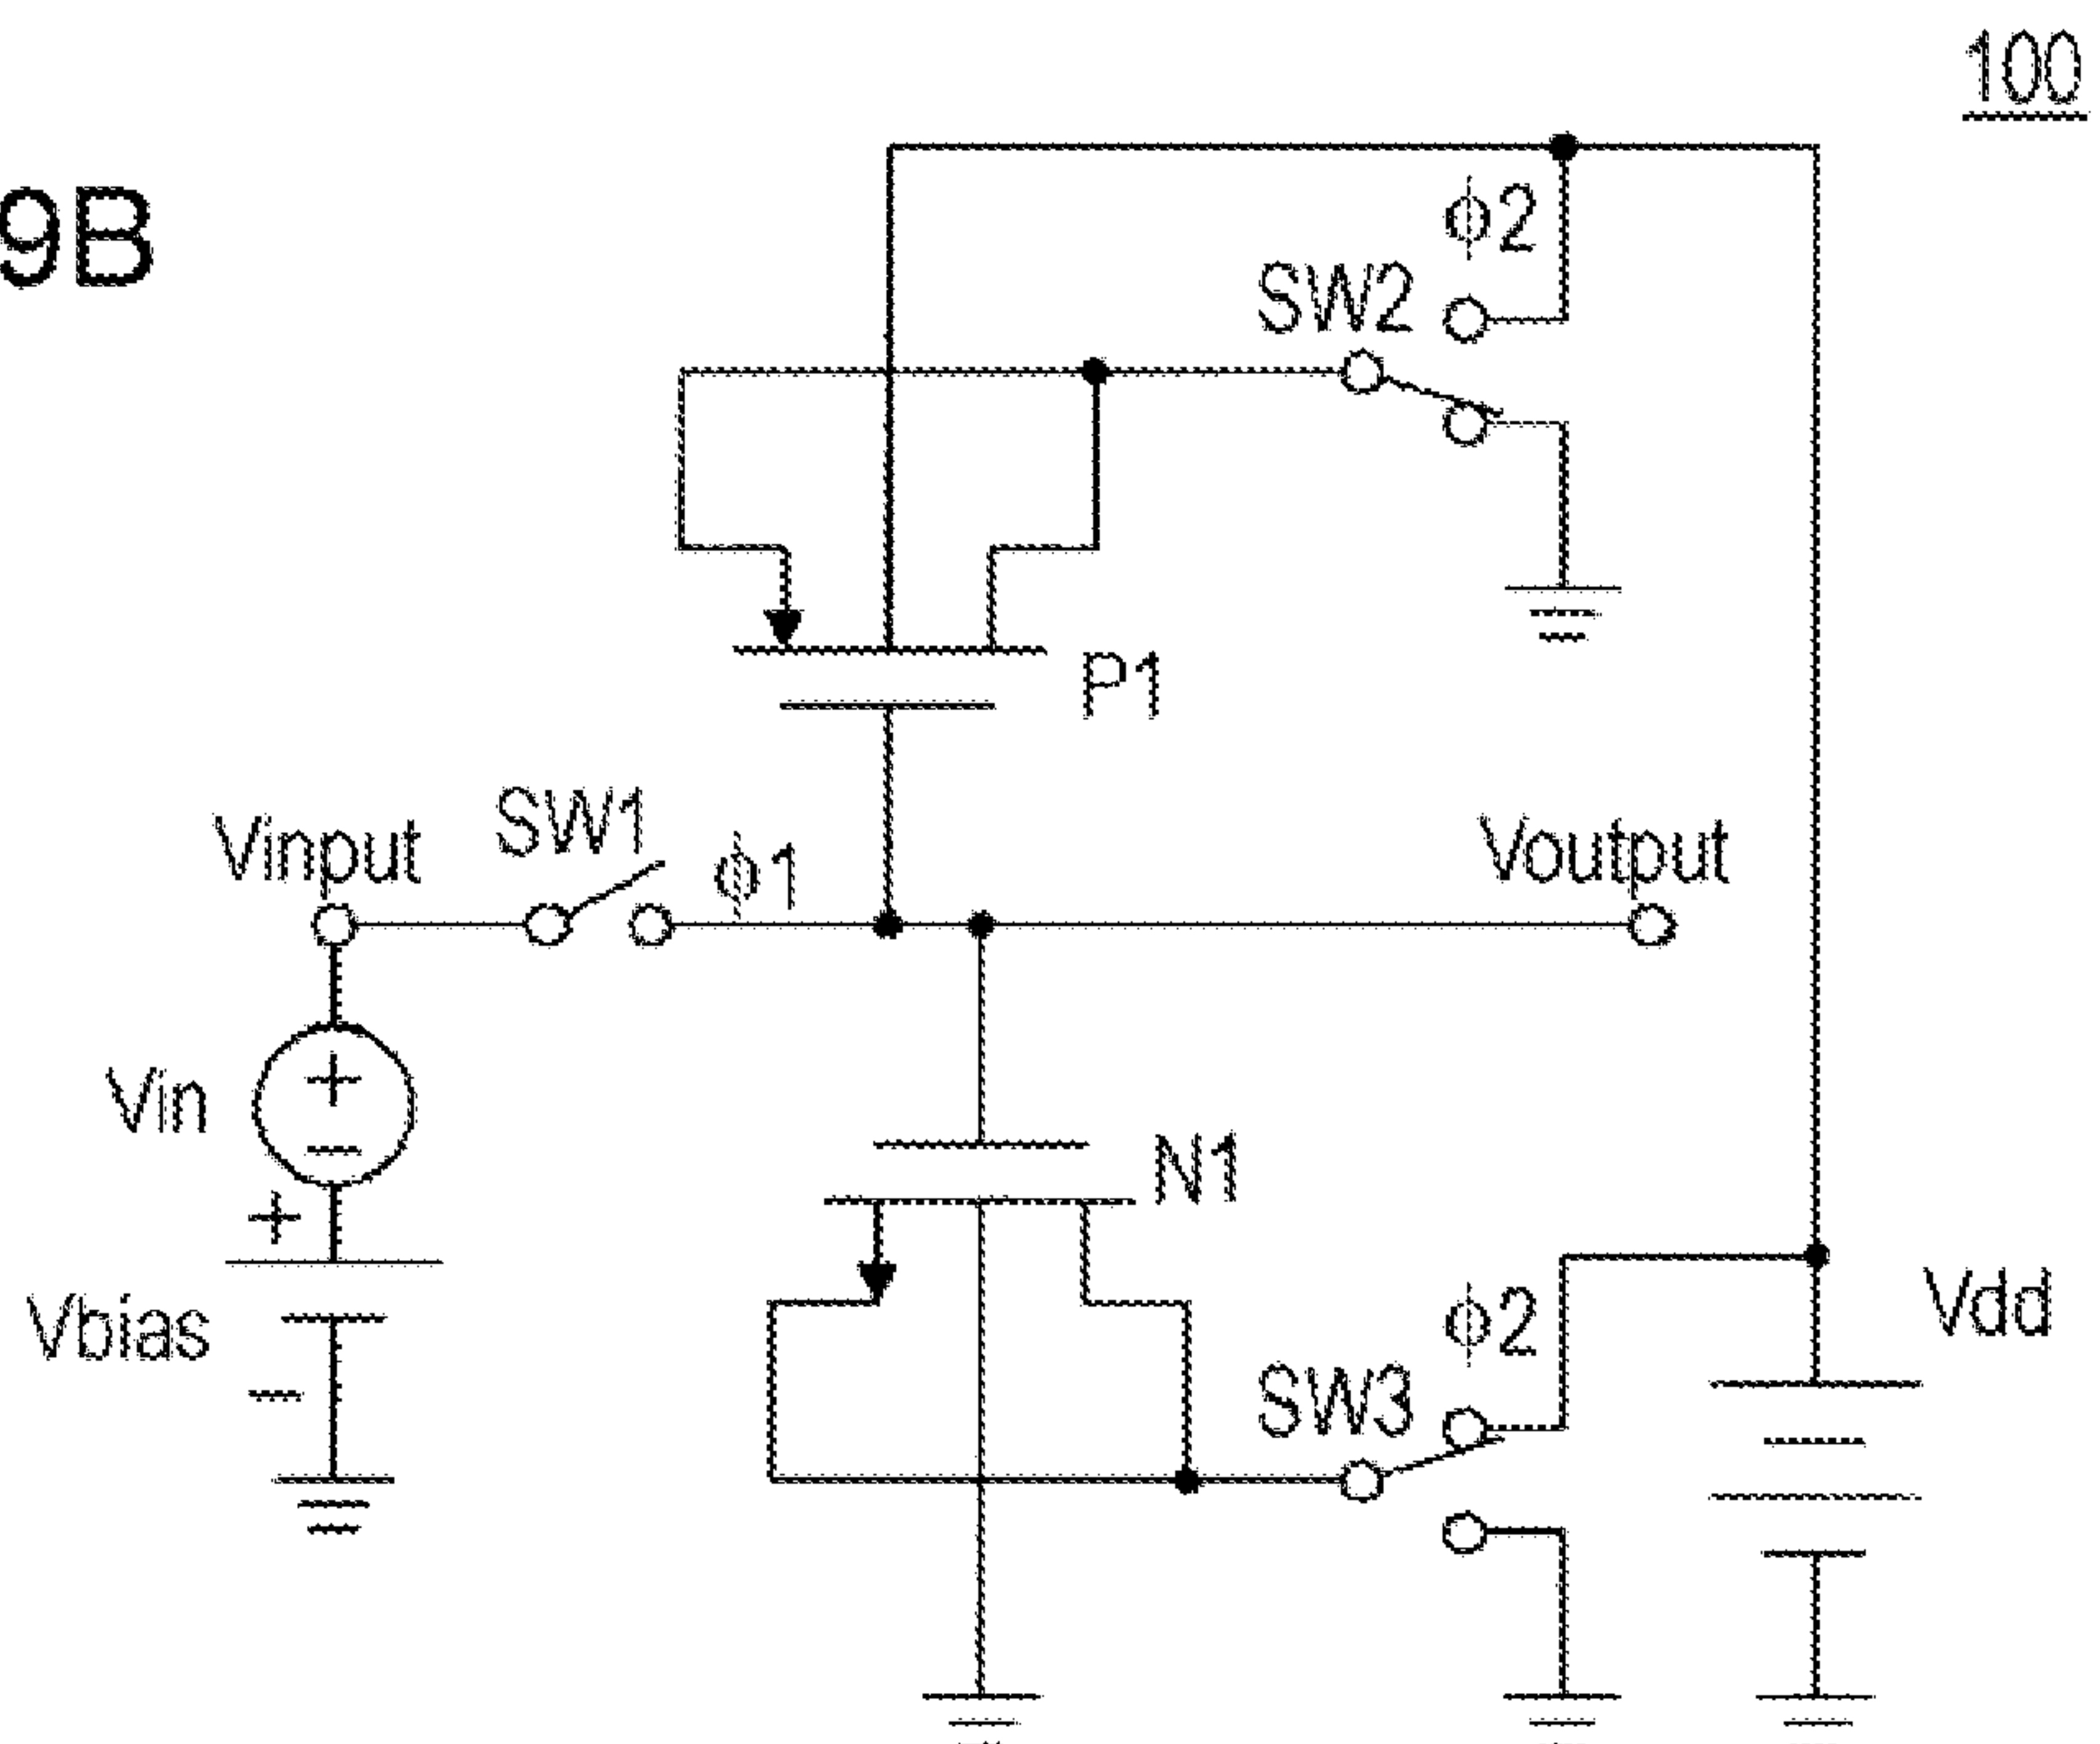 100
9B
ϕ2
SW2
P1
SW1
ϕ1
Vinput
Voutput
Vin
+
−
N1
+
Vbias
−
ϕ2
SW3
Vdd